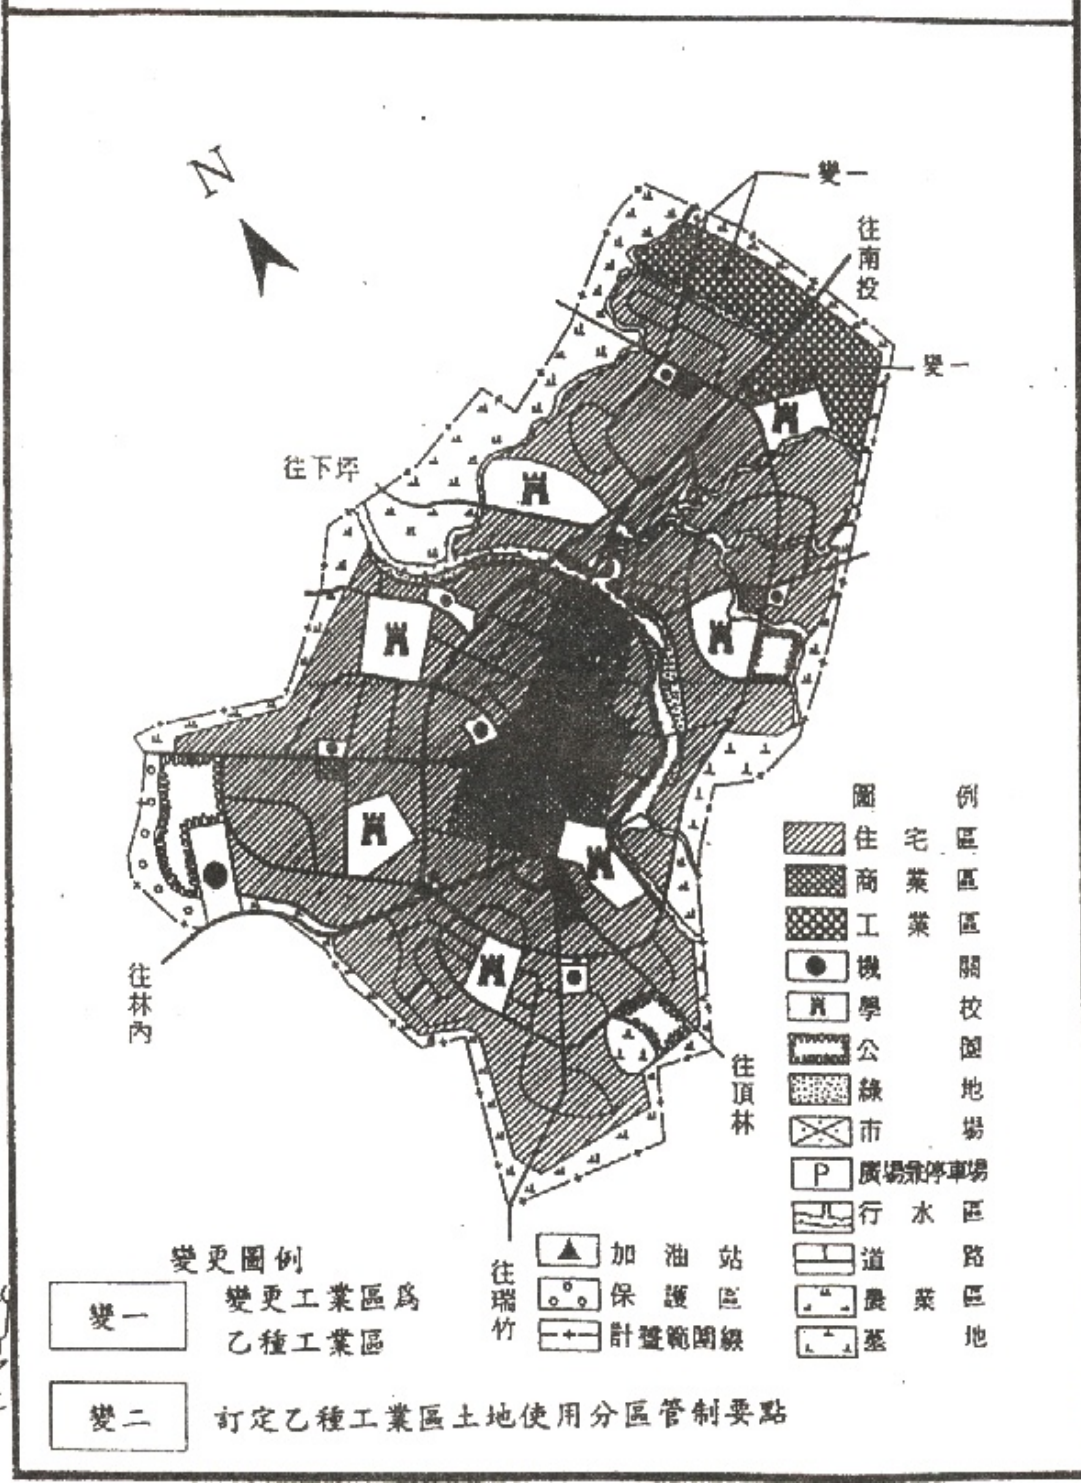 N
變一
往南投
變一
往下坪
往林內
往頂林
往瑞竹
圖例
住宅區
商業區
工業區
機關
學校
公園
綠地
市場
P 廣場兼停車場
行水區
道路
農業區
墓地
加油站
保護區
計畫範圍線
變更圖例
變一 變更工業區爲
乙種工業區
變二 訂定乙種工業區土地使用分區管制要點